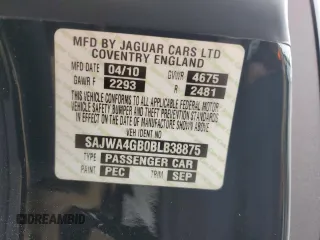 MFD BY JAGUAR CARS LTD
COVENTRY ENGLAND
MFD DATE 04/10 GVWR 4675
GAWR F 2293 R 2481
THIS VEHICLE CONFORMS TO ALL APPLICABLE FEDERAL MOTOR
VEHICLE SAFETY BUMPER AND THEFT PREVENTION STANDARDS
IN EFFECT ON THE DATE OF MANUFACTURE SHOWN ABOVE
VEH IDENT NO
SAJWA4GB0BLB38875
TYPE PASSENGER CAR
PAINT PEC TRIM SEP
DREAMBID